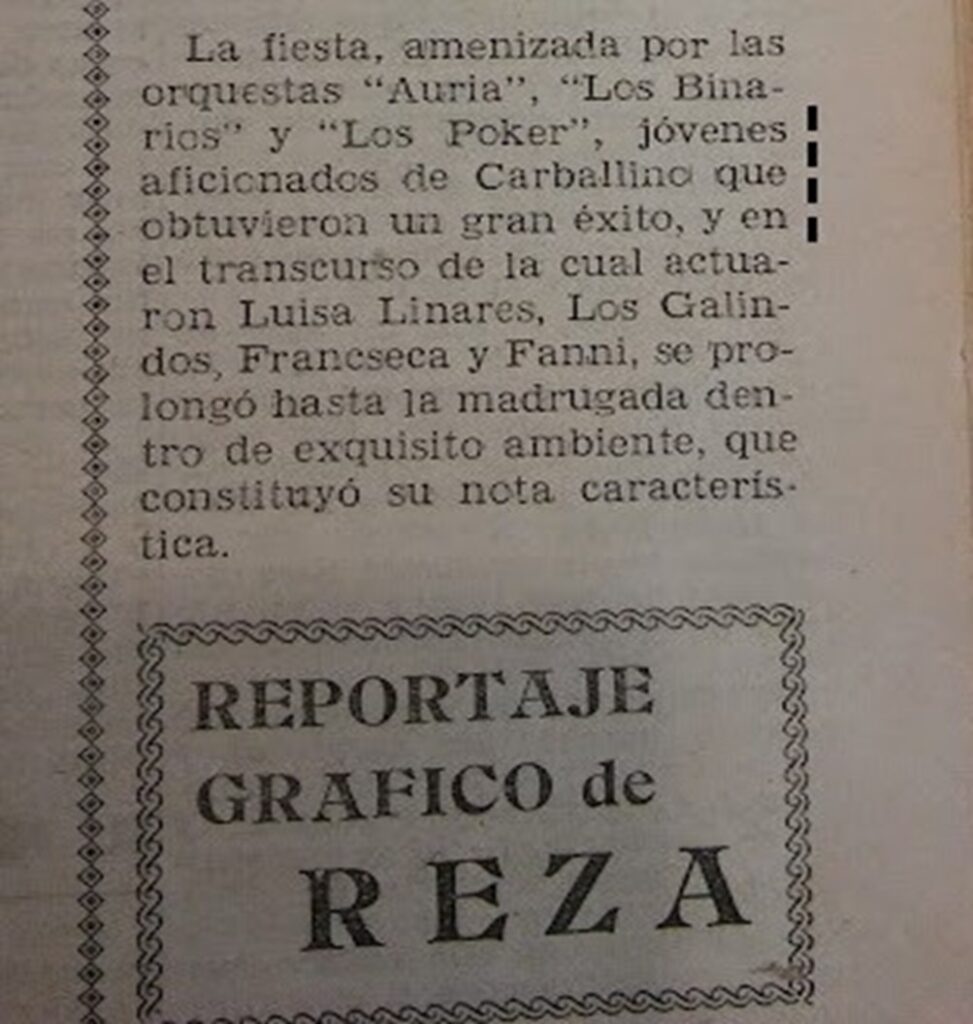 La fiesta, amenizada por las
orquestas “Auria”, “Los Bina-
rios” y “Los Poker”, jóvenes
aficionados de Carballino que
obtuvieron un gran éxito, y en
el transcurso de la cual actua-
ron Luisa Linares, Los Galin-
dos, Francseca y Fanni, se pro-
longó hasta la madrugada den-
tro de exquisito ambiente, que
constituyó su nota caracterís-
tica.
REPORTAJE
GRAFICO de
REZA